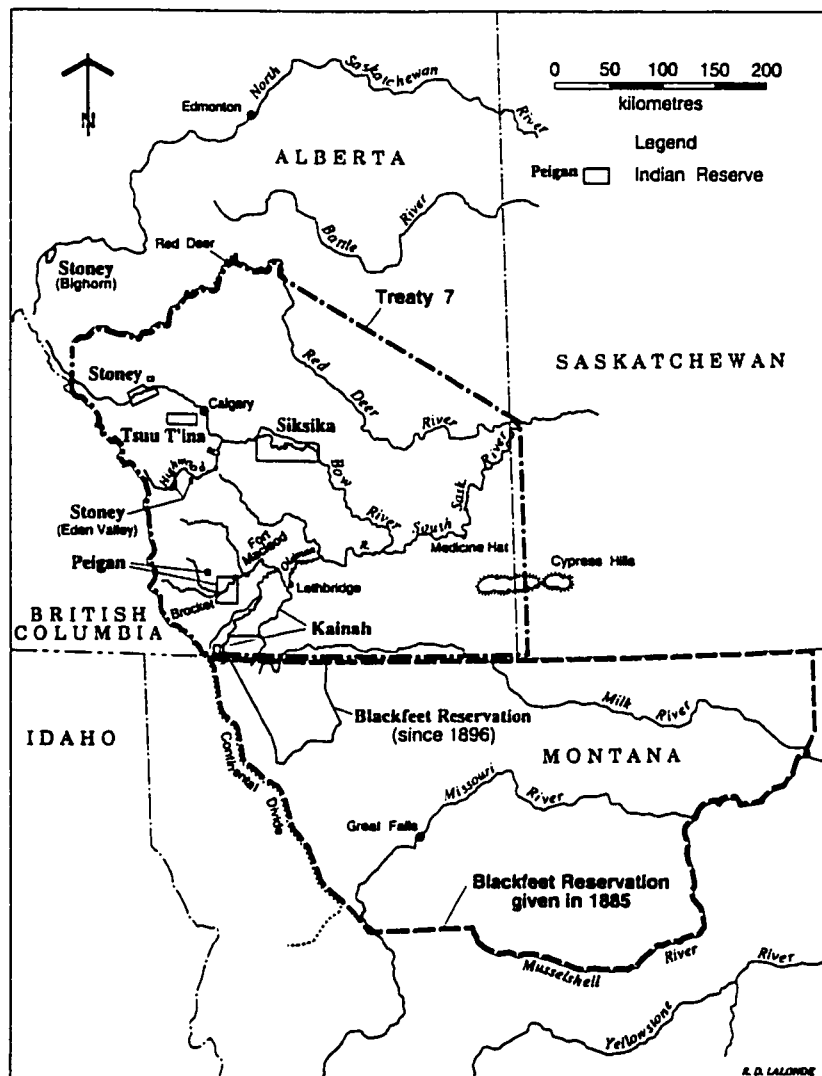 North
Saskatchewan
River
Edmonton
N
0 50 100 150 200
kilometres
Legend
Peigan
Indian Reserve
ALBERTA
Battle River
Red Deer
Stoney
(Bighorn)
Treaty 7
SASKATCHEWAN
Red Deer River
Stoney
Calgary
Tsuu T'ina
Siksika
Highwood
Bow River
South Sask. River
Stoney
(Eden Valley)
Fort
Macleod
Oldman R.
Medicine Hat
Cypress Hills
Peigan
Lethbridge
Brocket
BRITISH
COLUMBIA
Kainah
Blackfeet Reservation
(since 1896)
Milk River
IDAHO
MONTANA
Continental Divide
Missouri River
Great Falls
Blackfeet Reservation
given in 1885
Musselshell River
Yellowstone River
R. D. LALONDE